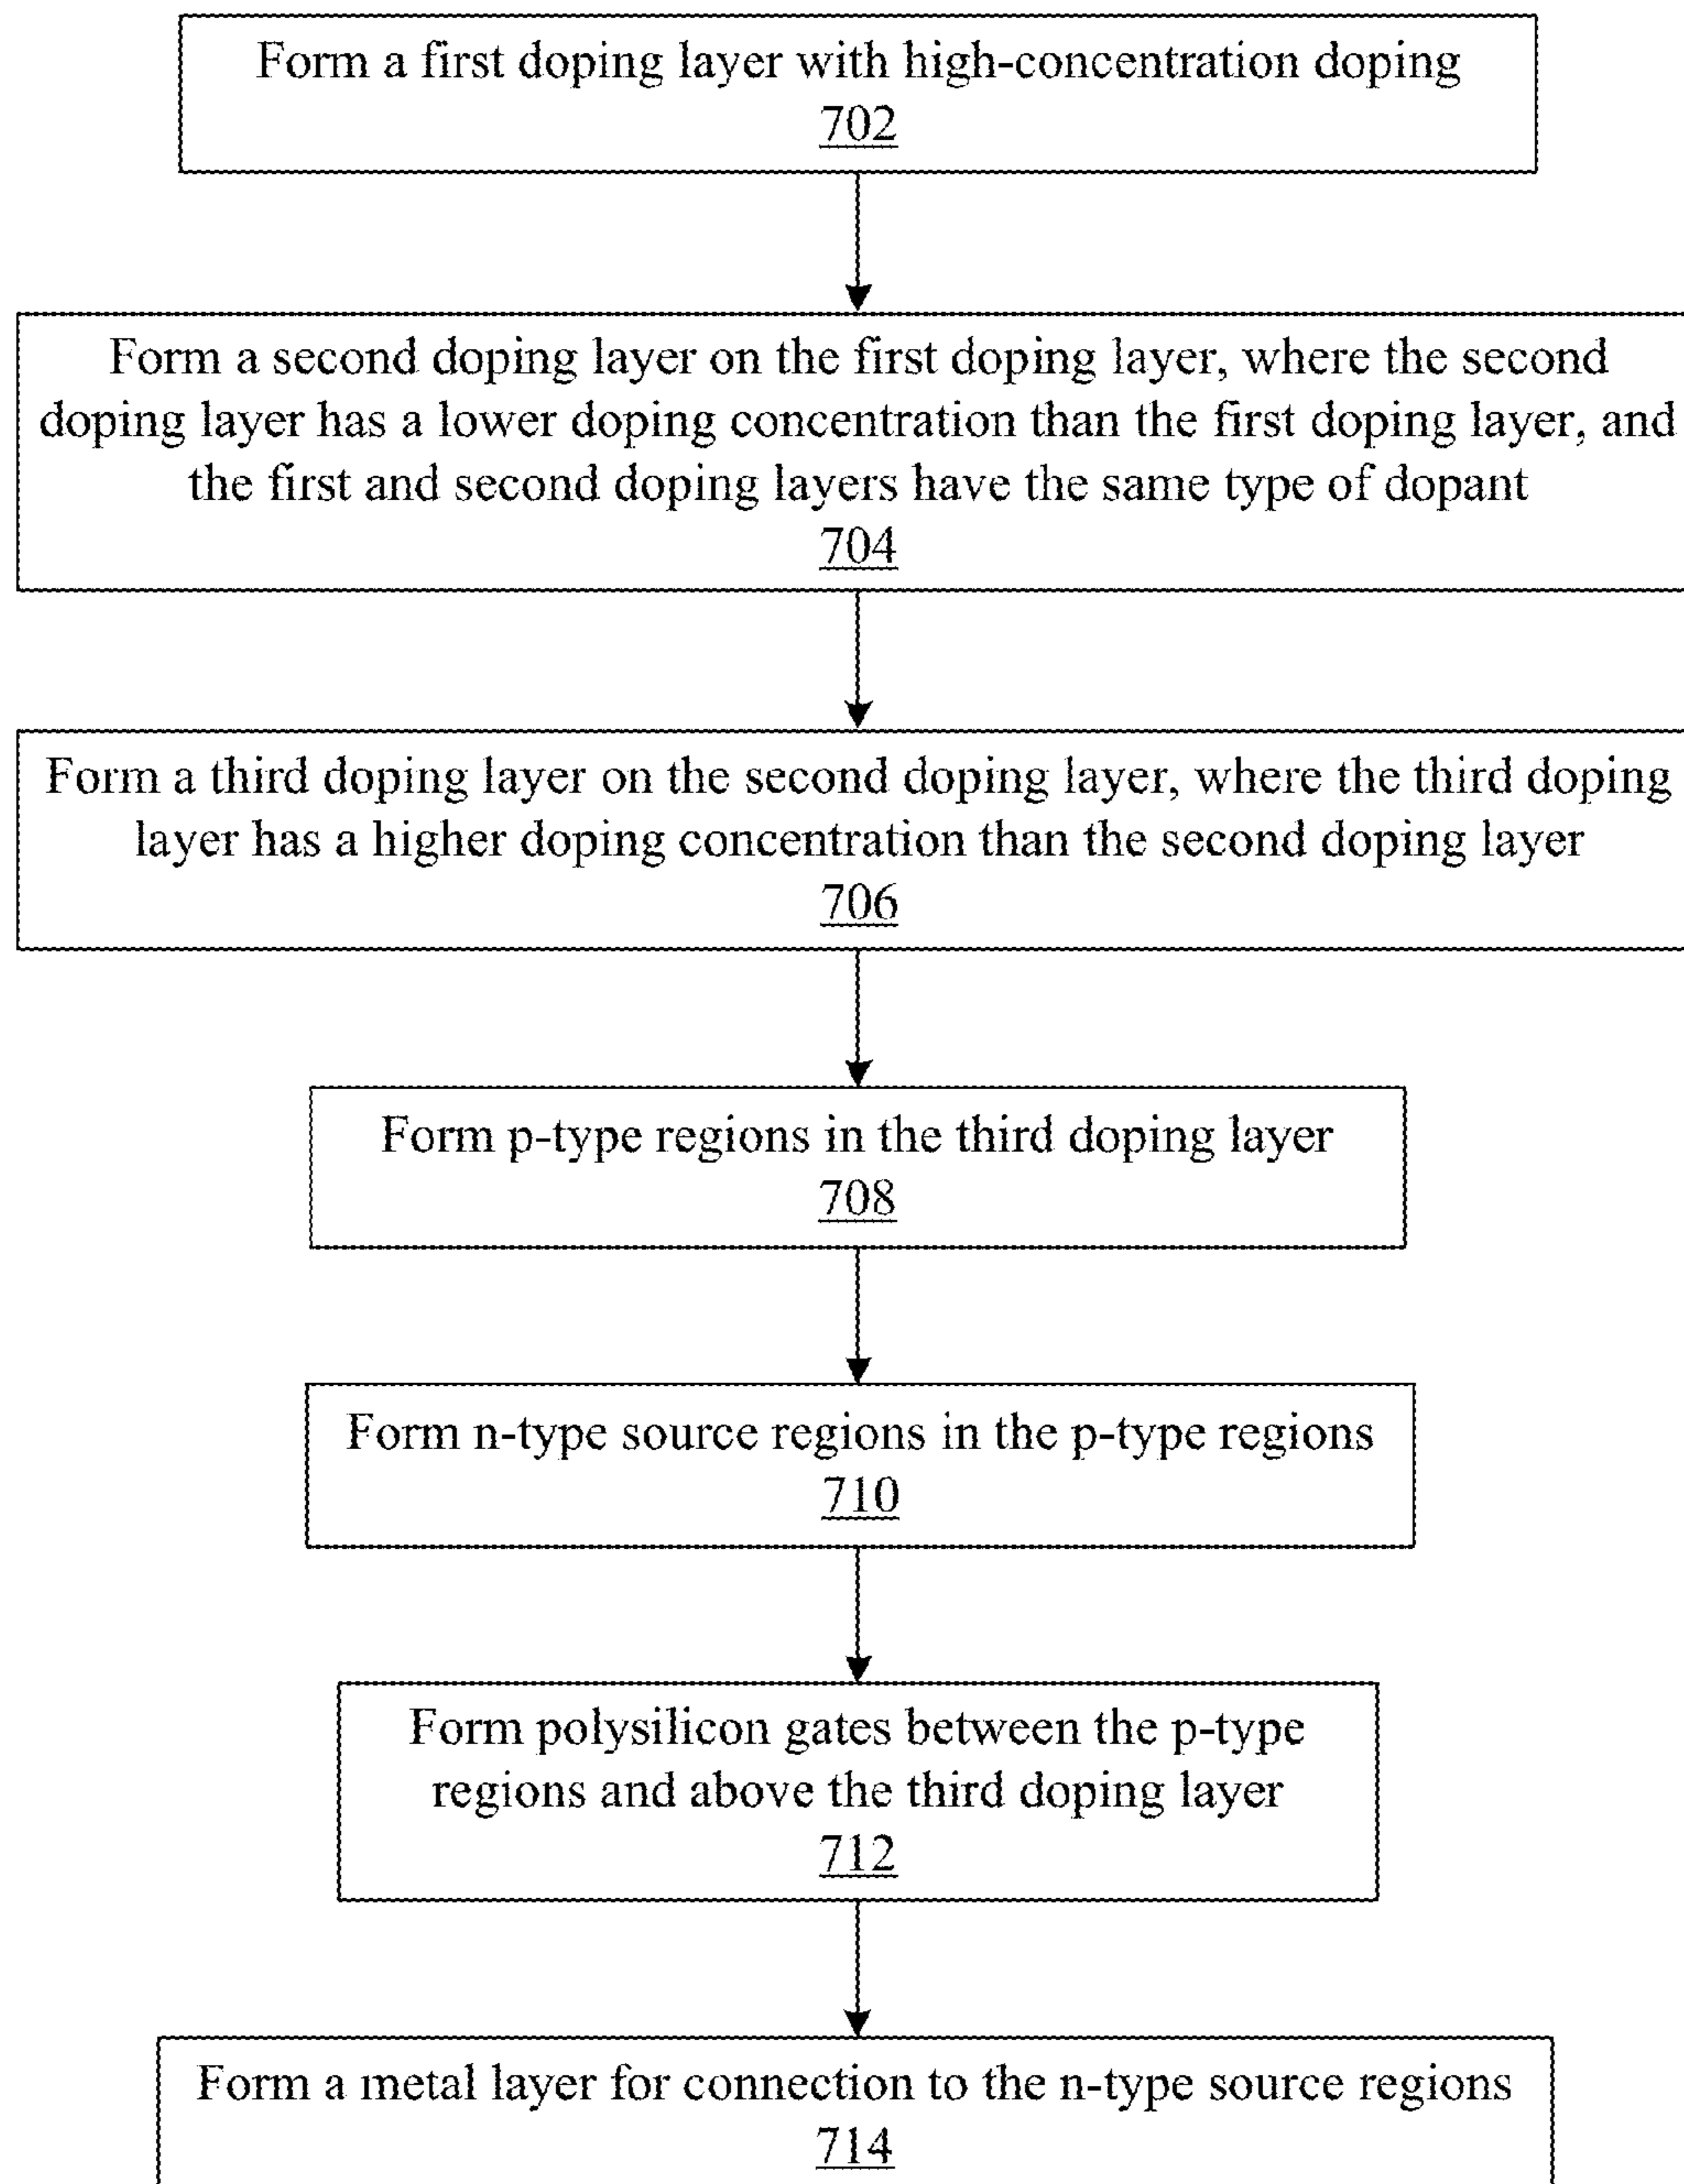 Form a first doping layer with high-concentration doping
702
Form a second doping layer on the first doping layer, where the second
doping layer has a lower doping concentration than the first doping layer, and
the first and second doping layers have the same type of dopant
704
Form a third doping layer on the second doping layer, where the third doping
layer has a higher doping concentration than the second doping layer
706
Form p-type regions in the third doping layer
708
Form n-type source regions in the p-type regions
710
Form polysilicon gates between the p-type
regions and above the third doping layer
712
Form a metal layer for connection to the n-type source regions
714